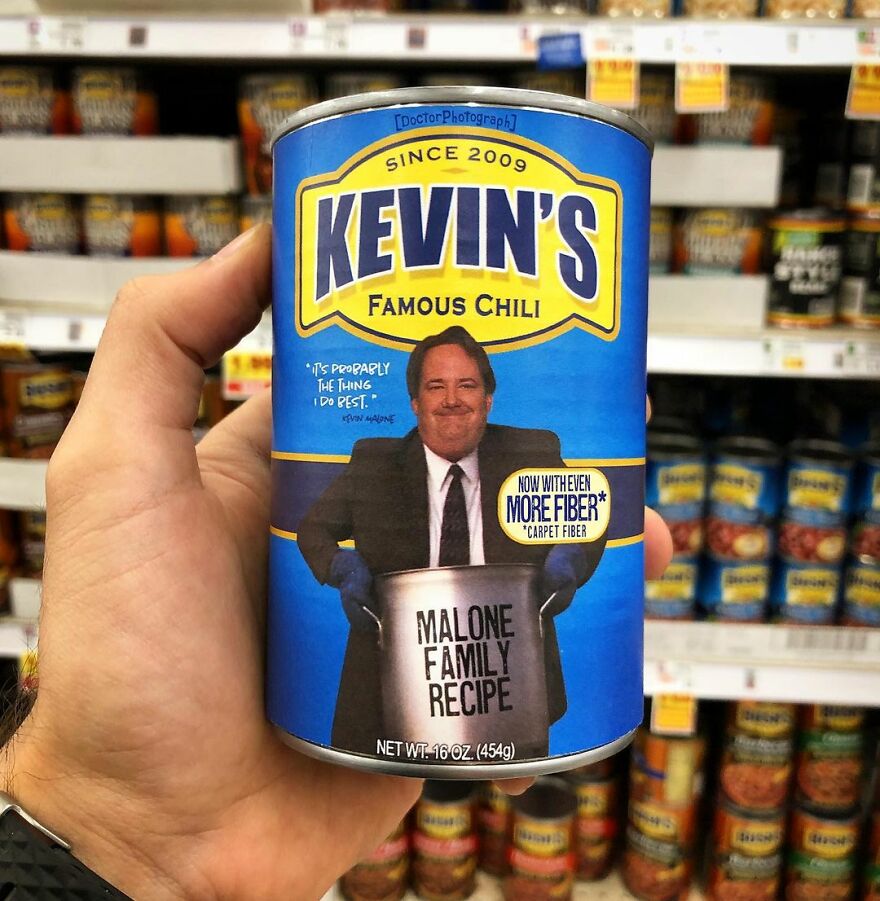 [DoctorPhotograph]
SINCE 2009
KEVIN'S
FAMOUS CHILI
"IT'S PROBABLY
THE THING
I DO BEST."
KEVIN MALONE
NOW WITH EVEN
MORE FIBER*
*CARPET FIBER
MALONE
FAMILY
RECIPE
NET WT. 16 OZ. (454g)